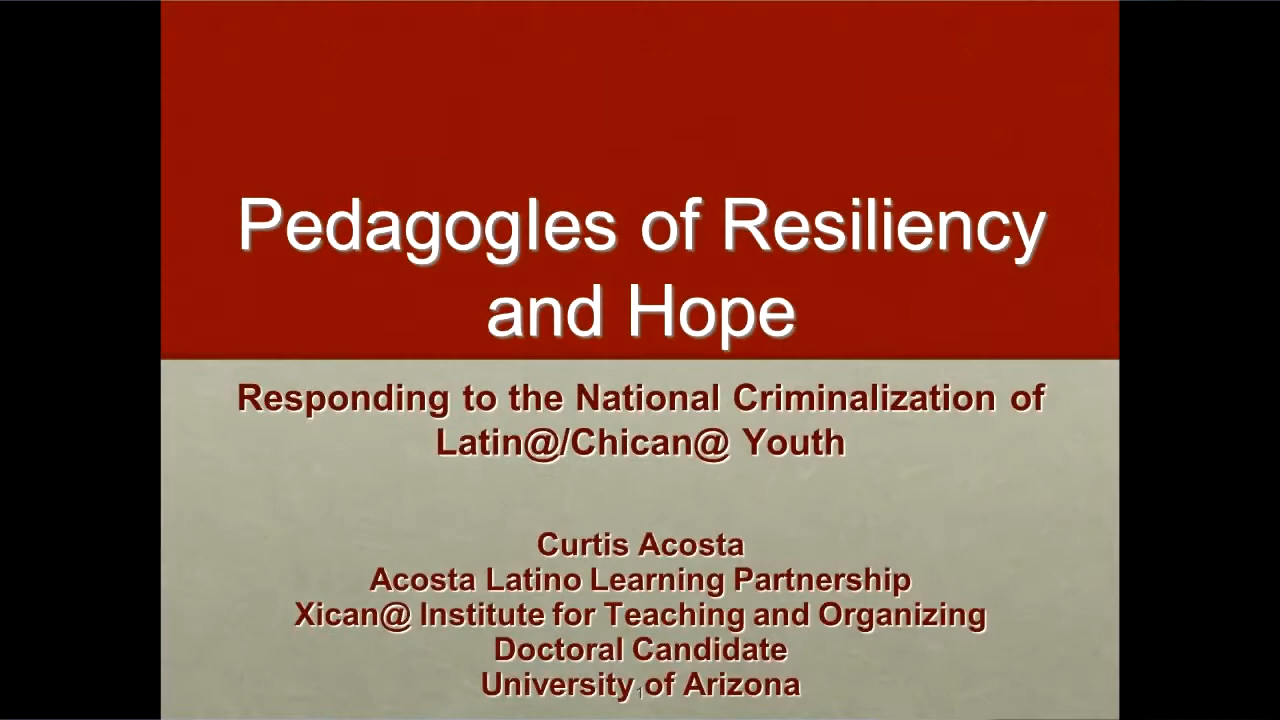 PedagogIes of Resiliency
and Hope
Responding to the National Criminalization of
Latin@/Chican@ Youth
Curtis Acosta
Acosta Latino Learning Partnership
Xican@ Institute for Teaching and Organizing
Doctoral Candidate
University of Arizona
1